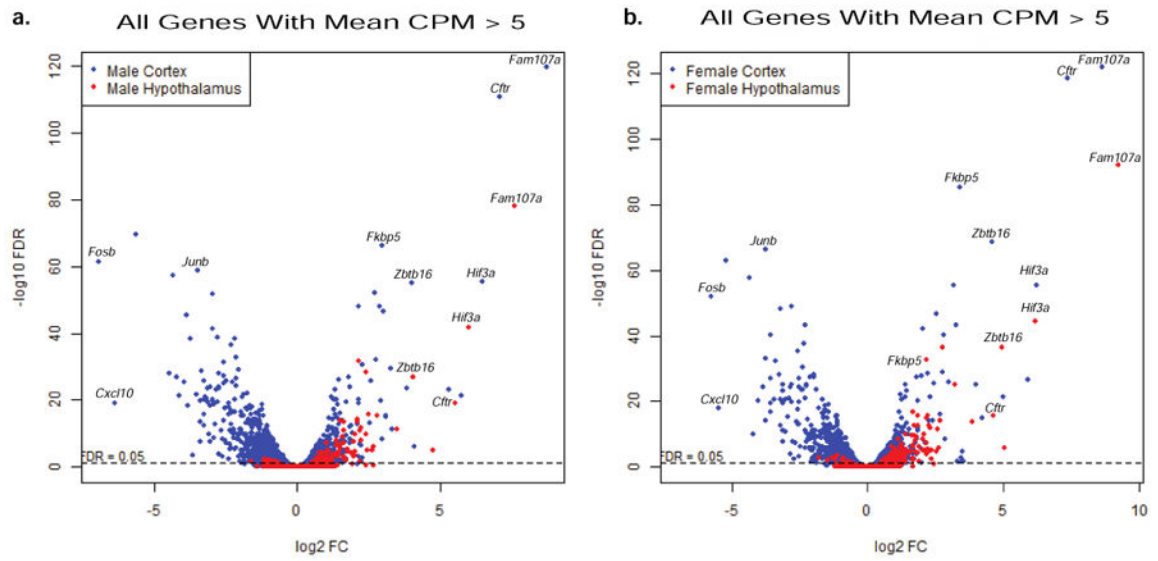 a.
All Genes With Mean CPM > 5
Male Cortex
Male Hypothalamus
Fam107a
Cftr
Fam107a
Fkbp5
Fosb
Junb
Zbtb16
Hif3a
Hif3a
Zbtb16
Cxcl10
Cftr
FDR = 0.05
120
100
80
60
40
20
0
-log10 FDR
-5
0
5
log2 FC
b.
All Genes With Mean CPM > 5
Female Cortex
Female Hypothalamus
Fam107a
Cftr
Fam107a
Fkbp5
Zbtb16
Junb
Hif3a
Fosb
Hif3a
Zbtb16
Fkbp5
Cxcl10
Cftr
FDR = 0.05
120
100
80
60
40
20
0
-log10 FDR
-5
0
5
10
log2 FC